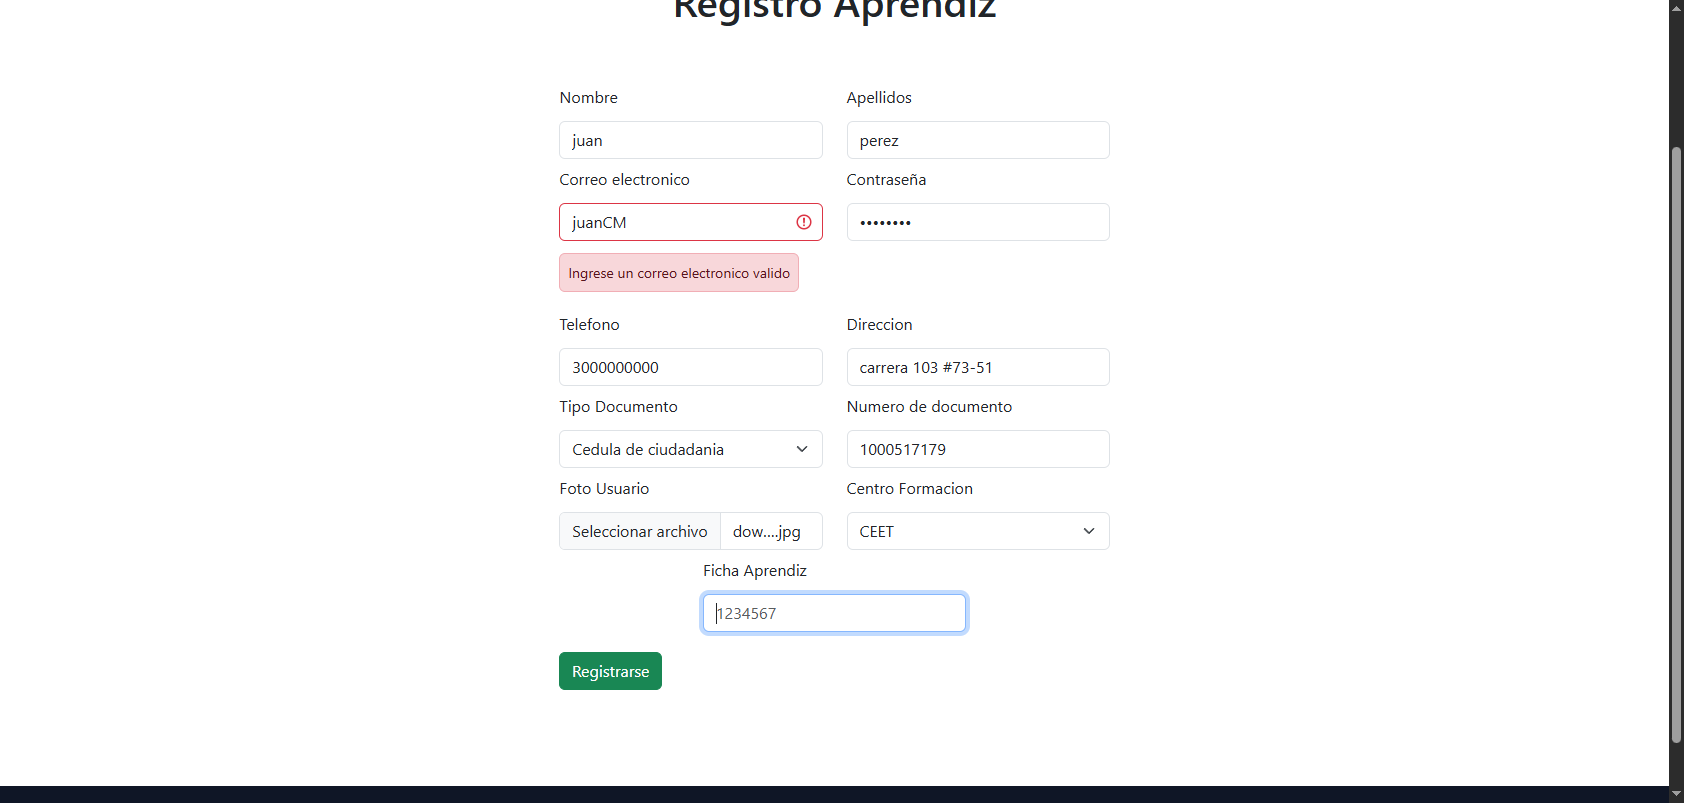 Registro Aprendiz
Nombre
Apellidos
juan
perez
Correo electronico
Contraseña
juanCM
••••••••
Ingrese un correo electronico valido
Telefono
Direccion
3000000000
carrera 103 #73-51
Tipo Documento
Numero de documento
Cedula de ciudadania
1000517179
Foto Usuario
Centro Formacion
Seleccionar archivo dow....jpg
CEET
Ficha Aprendiz
1234567
Registrarse